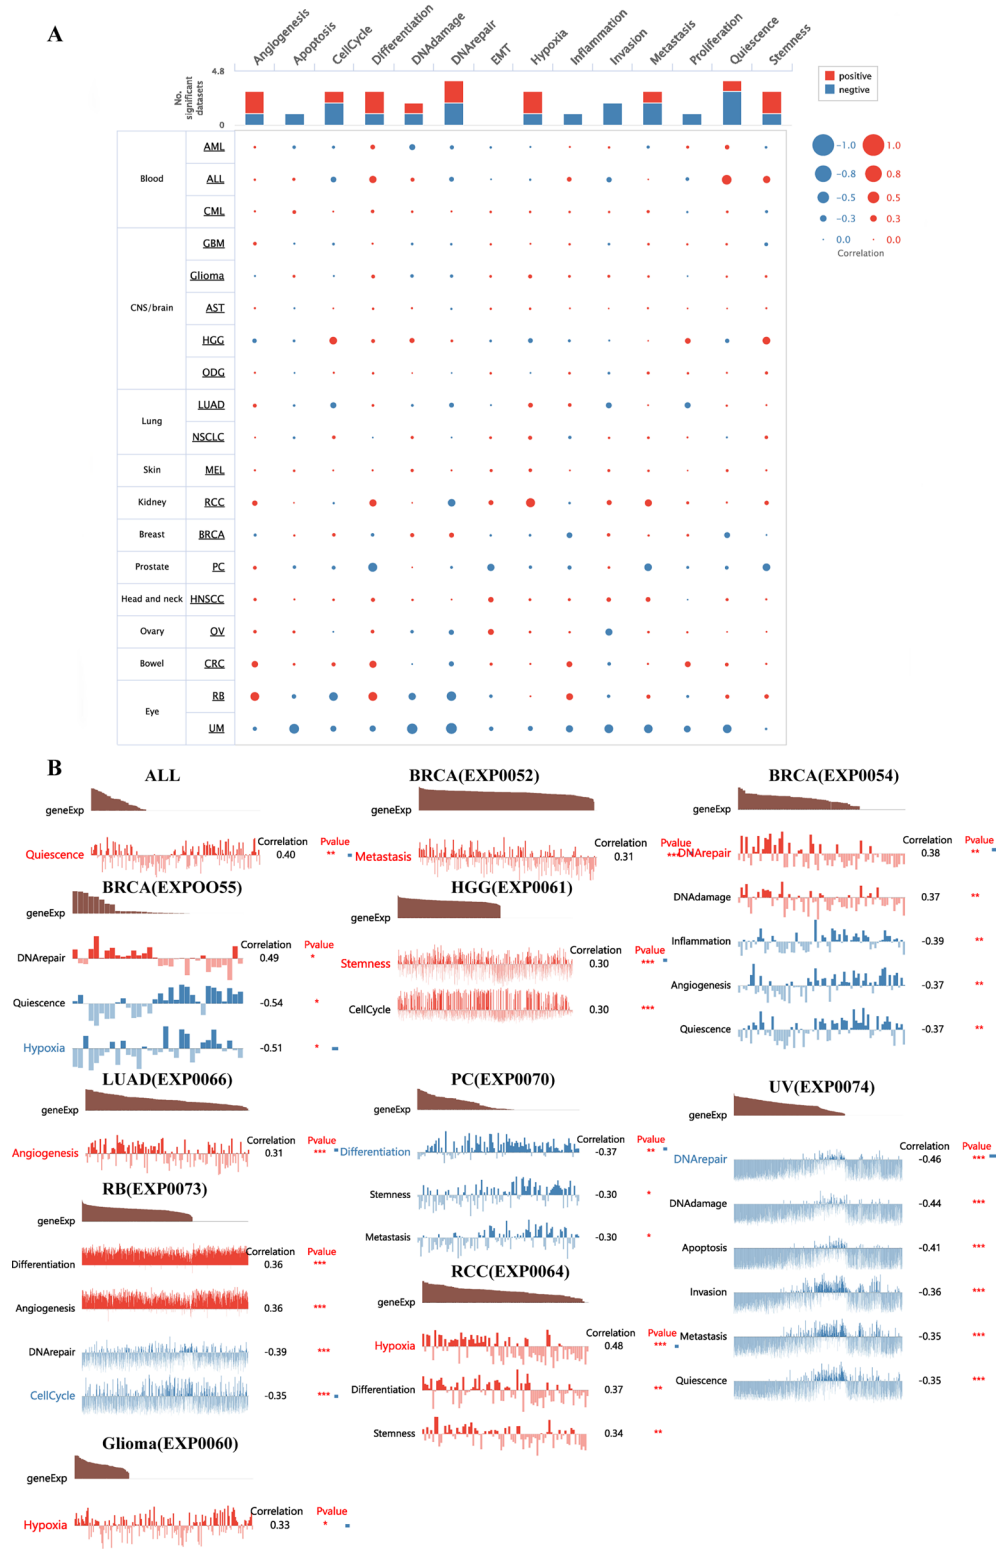 A
Angiogenesis
Apoptosis
CellCycle
Differentiation
DNAdamage
DNArepair
EMT
Hypoxia
Inflammation
Invasion
Metastasis
Proliferation
Quiescence
Stemness
4.8
No. significant datasets
0
positive
negtive
Blood
AML
ALL
CML
CNS/brain
GBM
Glioma
AST
HGG
ODG
Lung
LUAD
NSCLC
Skin
MEL
Kidney
RCC
Breast
BRCA
Prostate
PC
Head and neck
HNSCC
Ovary
OV
Bowel
CRC
Eye
RB
UM
-1.0 1.0
-0.8 0.8
-0.5 0.5
-0.3 0.3
0.0 0.0
Correlation
B
ALL
geneExp
Correlation Pvalue
Quiescence 0.40 **
BRCA(EXP0052)
geneExp
Correlation Pvalue
Metastasis 0.31 ***
BRCA(EXP0054)
geneExp
Correlation Pvalue
DNArepair 0.38 **
DNAdamage 0.37 **
Inflammation -0.39 **
Angiogenesis -0.37 **
Quiescence -0.37 **
BRCA(EXPOO55)
geneExp
Correlation Pvalue
DNArepair 0.49 *
Quiescence -0.54 *
Hypoxia -0.51 *
HGG(EXP0061)
geneExp
Correlation Pvalue
Stemness 0.30 ***
CellCycle 0.30 ***
LUAD(EXP0066)
geneExp
Correlation Pvalue
Angiogenesis 0.31 ***
PC(EXP0070)
geneExp
Correlation Pvalue
Differentiation -0.37 **
Stemness -0.30 *
Metastasis -0.30 *
UV(EXP0074)
geneExp
Correlation Pvalue
DNArepair -0.46 ***
DNAdamage -0.44 ***
Apoptosis -0.41 ***
Invasion -0.36 ***
Metastasis -0.35 ***
Quiescence -0.35 ***
RB(EXP0073)
geneExp
Correlation Pvalue
Differentiation 0.36 ***
Angiogenesis 0.36 ***
DNArepair -0.39 ***
CellCycle -0.35 ***
RCC(EXP0064)
geneExp
Correlation Pvalue
Hypoxia 0.48 ***
Differentiation 0.37 **
Stemness 0.34 **
Glioma(EXP0060)
geneExp
Correlation Pvalue
Hypoxia 0.33 *